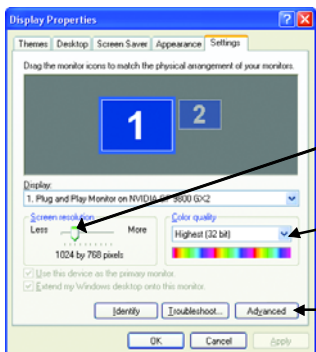 Display Properties
Themes Desktop Screen Saver Appearance Settings
Drag the monitor icons to match the physical arrangement of your monitors.
1 2
Display:
1. Plug and Play Monitor on NVIDIA GF 9800 GX2
Screen resolution
Less More
1024 by 768 pixels
Color quality
Highest (32 bit)
Use this device as the primary monitor.
Extend my Windows desktop onto this monitor.
Identify Troubleshoot... Advanced
OK Cancel Apply